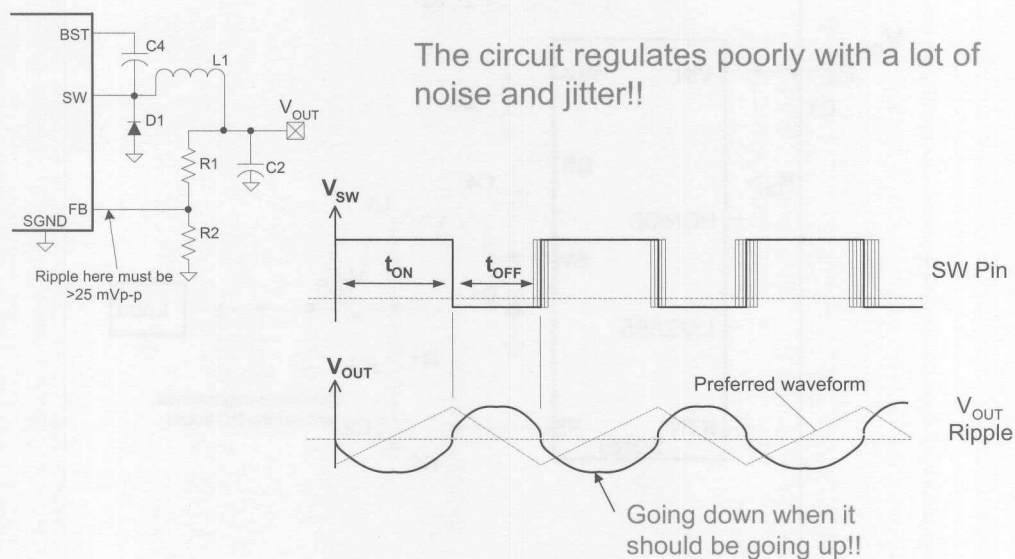 The circuit regulates poorly with a lot of
noise and jitter!!
BST
C4
L1
SW
D1
VOUT
R1
C2
FB
SGND
R2
Ripple here must be
>25 mVp-p
VSW
tON
tOFF
SW Pin
VOUT
Preferred waveform
VOUT
Ripple
Going down when it
should be going up!!